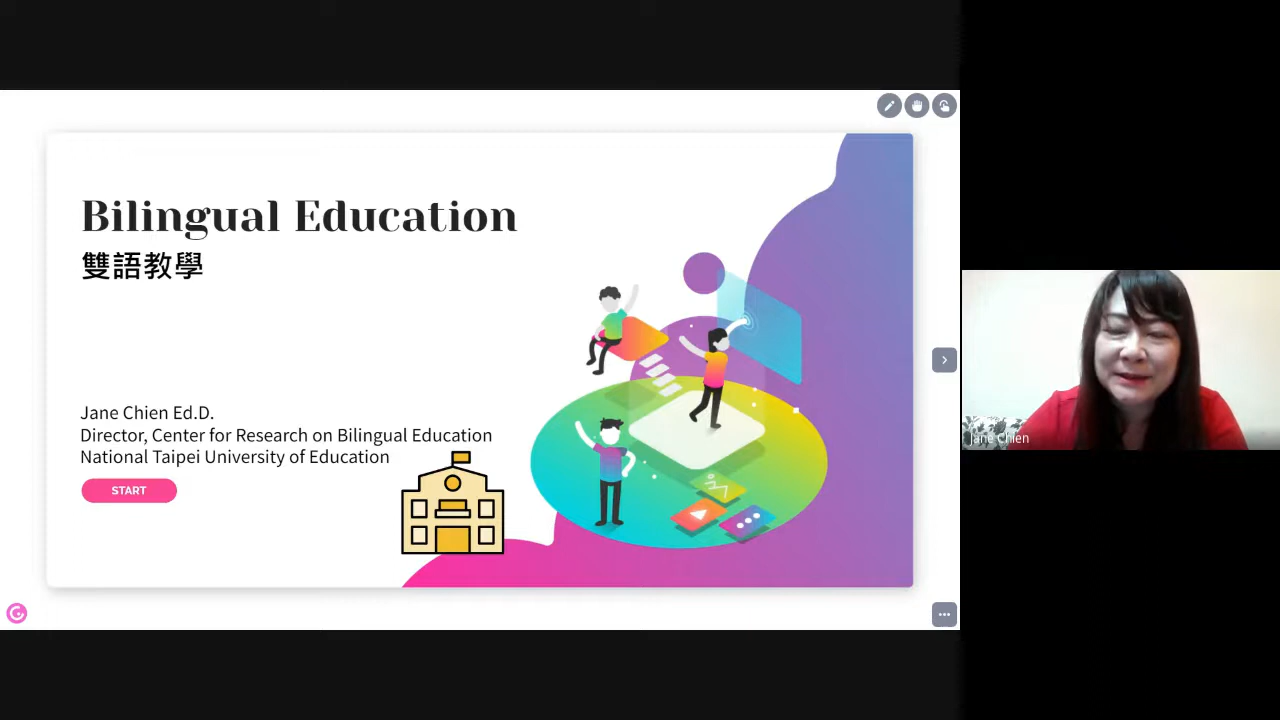 Bilingual Education
雙語教學
Jane Chien Ed.D.
Director, Center for Research on Bilingual Education
National Taipei University of Education
START
Jane Chien